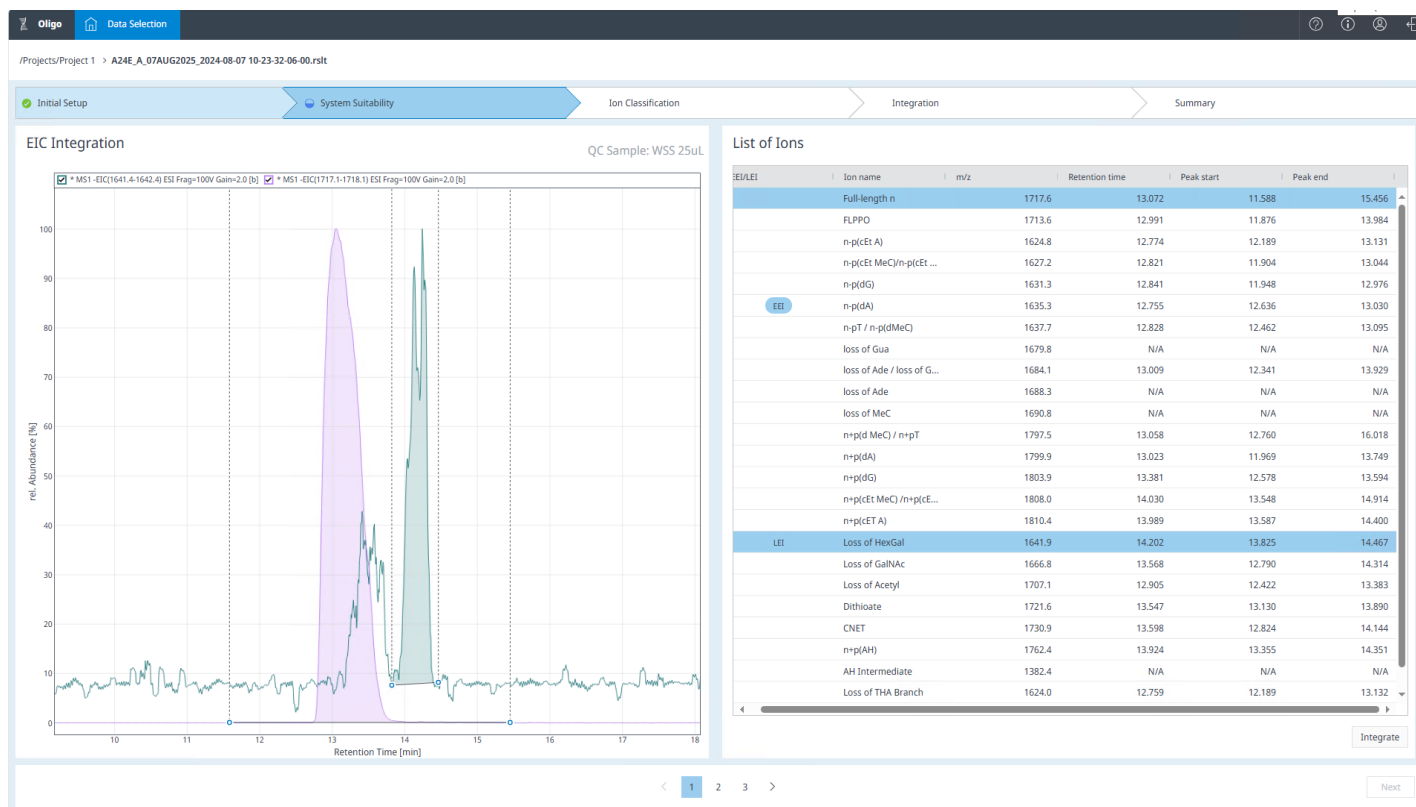 Oligo Data Selection
/Projects/Project 1 > A24E_A_07AUG2025_2024-08-07 10-23-32-06-00.rslt
Initial Setup System Suitability Ion Classification Integration Summary
EIC Integration
QC Sample: WSS 25uL
* MS1 -EIC(1641.4-1642.4) ESI Frag=100V Gain=2.0 [b] * MS1 -EIC(1717.1-1718.1) ESI Frag=100V Gain=2.0 [b]
100
90
80
70
60
50
40
30
20
10
0
rel. Abundance [%]
10 11 12 13 14 15 16 17 18
Retention Time [min]
List of Ions
EEI/LEI Ion name m/z Retention time Peak start Peak end
Full-length n 1717.6 13.072 11.588 15.456
FLPPO 1713.6 12.991 11.876 13.984
n-p(cEt A) 1624.8 12.774 12.189 13.131
n-p(cEt MeC)/n-p(cEt ... 1627.2 12.821 11.904 13.044
n-p(dG) 1631.3 12.841 11.948 12.976
EEI n-p(dA) 1635.3 12.755 12.636 13.030
n-pT / n-p(dMeC) 1637.7 12.828 12.462 13.095
loss of Gua 1679.8 N/A N/A N/A
loss of Ade / loss of G... 1684.1 13.009 12.341 13.929
loss of Ade 1688.3 N/A N/A N/A
loss of MeC 1690.8 N/A N/A N/A
n+p(d MeC) / n+pT 1797.5 13.058 12.760 16.018
n+p(dA) 1799.9 13.023 11.969 13.749
n+p(dG) 1803.9 13.381 12.578 13.594
n+p(cEt MeC) /n+p(cE... 1808.0 14.030 13.548 14.914
n+p(cET A) 1810.4 13.989 13.587 14.400
LEI Loss of HexGal 1641.9 14.202 13.825 14.467
Loss of GalNAc 1666.8 13.568 12.790 14.314
Loss of Acetyl 1707.1 12.905 12.422 13.383
Dithioate 1721.6 13.547 13.130 13.890
CNET 1730.9 13.598 12.824 14.144
n+p(AH) 1762.4 13.924 13.355 14.351
AH Intermediate 1382.4 N/A N/A N/A
Loss of THA Branch 1624.0 12.759 12.189 13.132
Integrate
< 1 2 3 >
Next